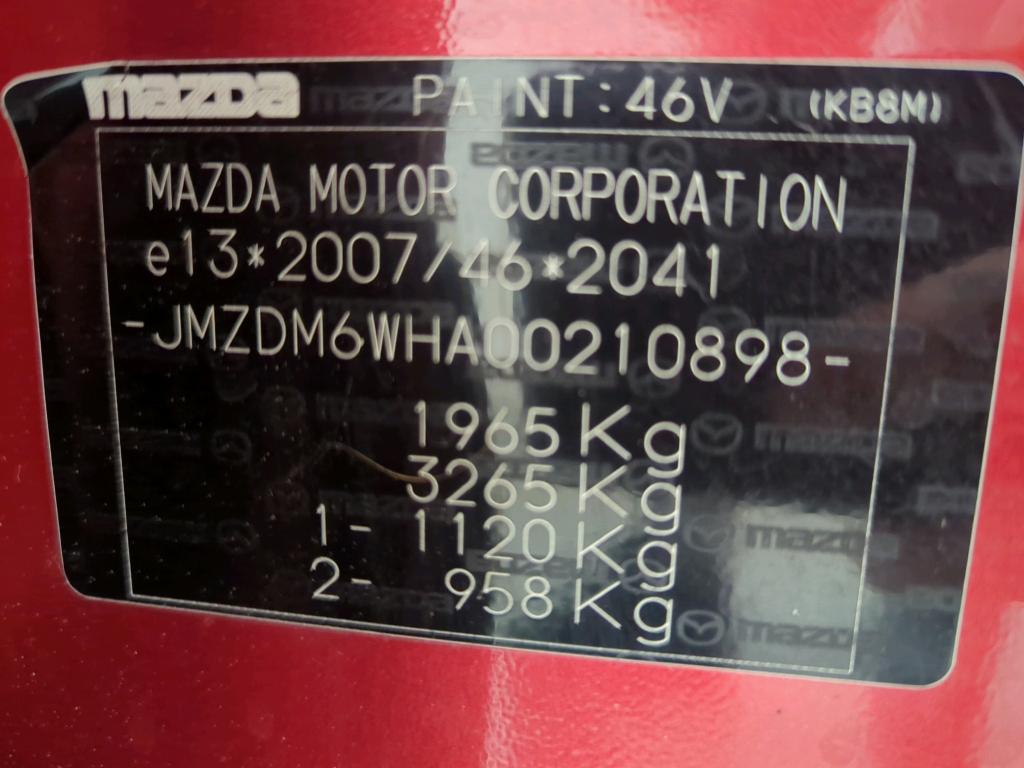 mazda PAINT:46V (KB8M)
MAZDA MOTOR CORPORATION
e13*2007/46*2041
-JMZDM6WHA00210898-
1965Kg
3265Kg
1- 1120Kg
2- 958Kg